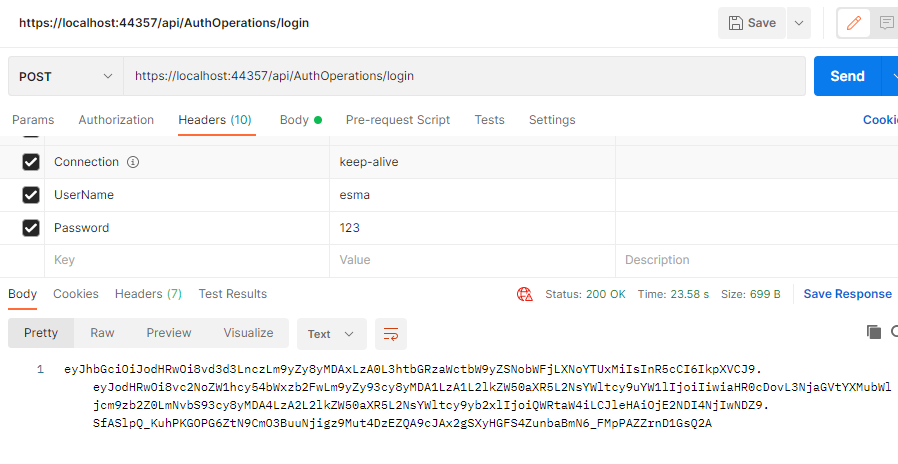 https://localhost:44357/api/AuthOperations/login
Save
POST
https://localhost:44357/api/AuthOperations/login
Send
Params Authorization Headers (10) Body Pre-request Script Tests Settings Cookie
Connection keep-alive
UserName esma
Password 123
Key Value Description
Body Cookies Headers (7) Test Results Status: 200 OK Time: 23.58 s Size: 699 B Save Response
Pretty Raw Preview Visualize Text
1 eyJhbGciOiJodHRwOi8vd3d3LnczLm9yZy8yMDAxLzA0L3htbGRzaWctbW9yZSNobWFjLXNoYTUxMiIsInR5cCI6IkpXVCJ9.
eyJodHRwOi8vc2NoZW1hcy54bWxzb2FwLm9yZy93cy8yMDA1LzA1L2lkZW50aXR5L2NsYWltcy9uYW1lIjoiIiwiaHR0cDovL3NjaGVtYXMubWl
jcm9zb2Z0LmNvbS93cy8yMDA4LzA2L2lkZW50aXR5L2NsYWltcy9yb2xlIjoiQWRtaW4iLCJleHAiOjE2NDI4NjIwNDZ9.
SfASlpQ_KuhPKGOPG6ZtN9CmO3BuuNjigz9Mut4DzEZQA9cJAx2gSXyHGFS4ZunbaBmN6_FMpPAZZrnD1GsQ2A